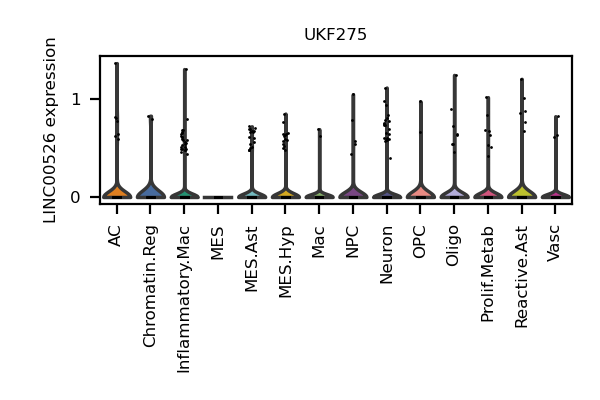 UKF275
LINC00526 expression
1
0
AC
Chromatin.Reg
Inflammatory.Mac
MES
MES.Ast
MES.Hyp
Mac
NPC
Neuron
OPC
Oligo
Prolif.Metab
Reactive.Ast
Vasc